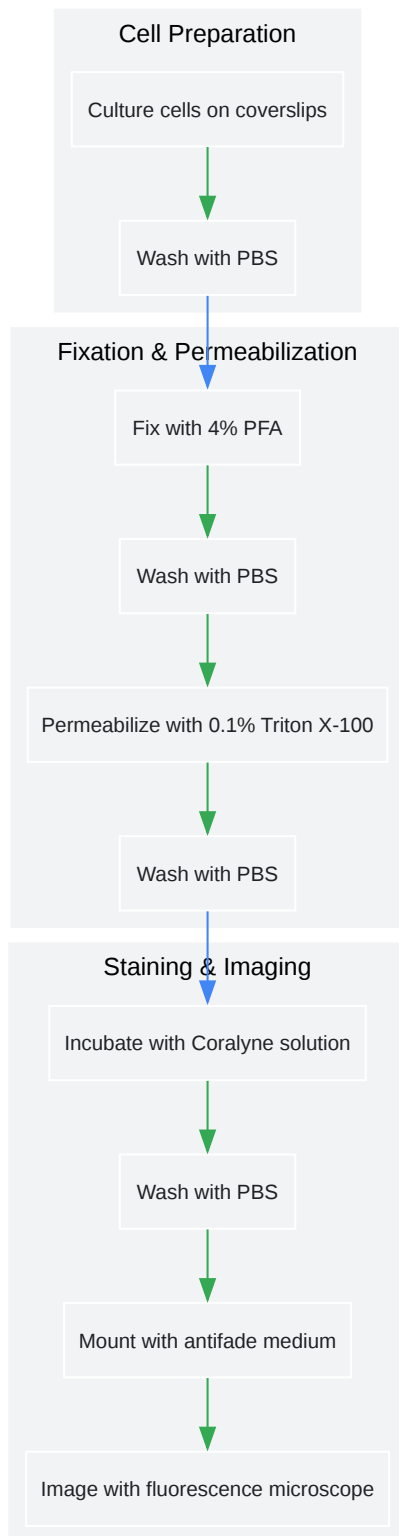 Cell Preparation
Culture cells on coverslips
Wash with PBS
Fixation & Permeabilization
Fix with 4% PFA
Wash with PBS
Permeabilize with 0.1% Triton X-100
Wash with PBS
Staining & Imaging
Incubate with Coralyne solution
Wash with PBS
Mount with antifade medium
Image with fluorescence microscope